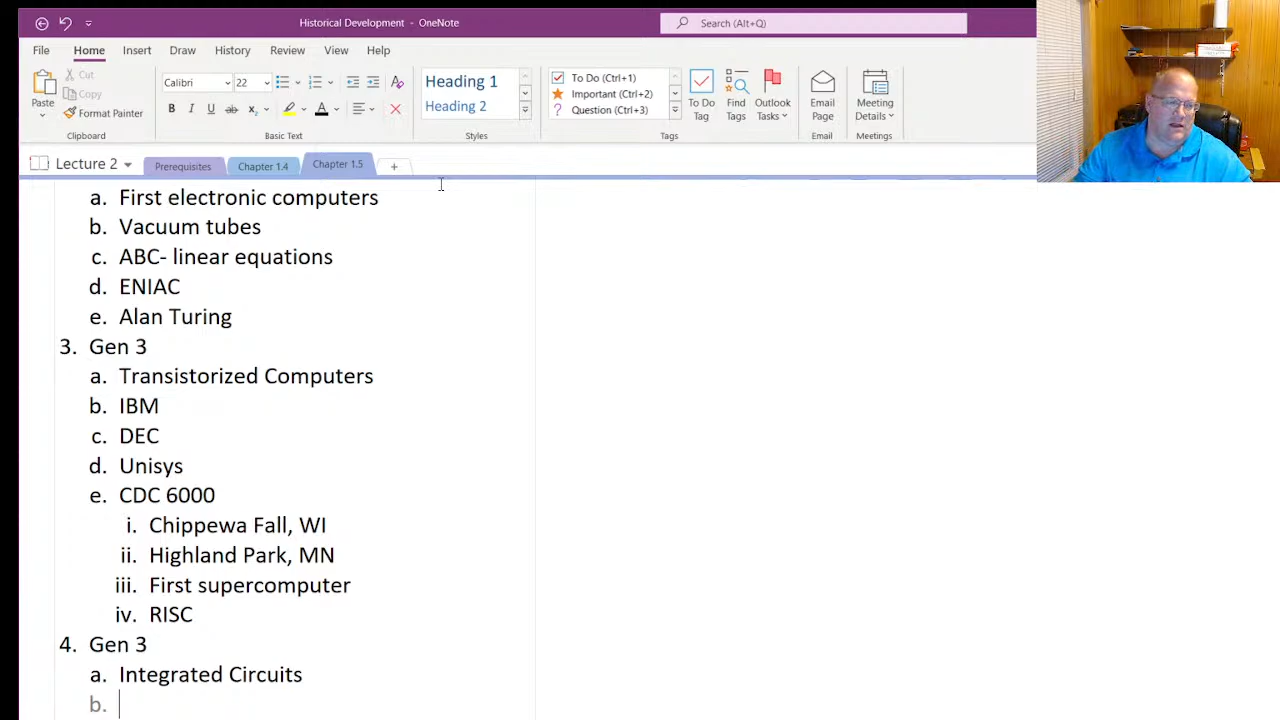 Historical Development - OneNote
Search (Alt+Q)
File Home Insert Draw History Review View Help
Paste
Cut
Copy
Format Painter
Clipboard
Calibri 22
B I U ab x₂ A
Basic Text
Heading 1
Heading 2
Styles
To Do (Ctrl+1)
Important (Ctrl+2)
Question (Ctrl+3)
To Do Tag
Find Tags
Outlook Tasks
Tags
Email Page
Email
Meeting Details
Meetings
Lecture 2 Prerequisites Chapter 1.4 Chapter 1.5 +
a. First electronic computers
b. Vacuum tubes
c. ABC- linear equations
d. ENIAC
e. Alan Turing
3. Gen 3
a. Transistorized Computers
b. IBM
c. DEC
d. Unisys
e. CDC 6000
i. Chippewa Fall, WI
ii. Highland Park, MN
iii. First supercomputer
iv. RISC
4. Gen 3
a. Integrated Circuits
b.